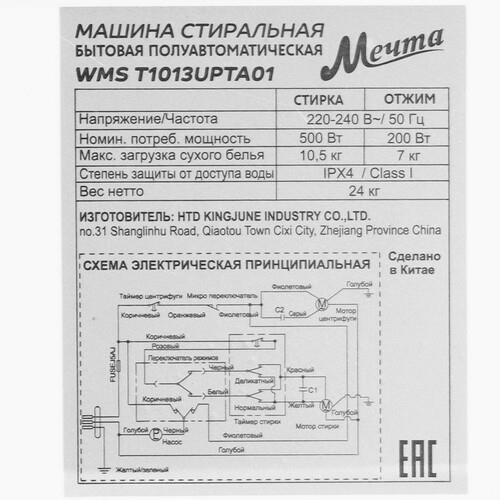 МАШИНА СТИРАЛЬНАЯ
БЫТОВАЯ ПОЛУАВТОМАТИЧЕСКАЯ
WMS T1013UPTA01
Мечта
СТИРКА ОТЖИМ
Напряжение/Частота 220-240 В~/ 50 Гц
Номин. потреб. мощность 500 Вт 200 Вт
Макс. загрузка сухого белья 10,5 кг 7 кг
Степень защиты от доступа воды IPX4 / Class I
Вес нетто 24 кг
ИЗГОТОВИТЕЛЬ: HTD KINGJUNE INDUSTRY CO.,LTD.
no.31 Shanglinhu Road, Qiaotou Town Cixi City, Zhejiang Province China
СХЕМА ЭЛЕКТРИЧЕСКАЯ ПРИНЦИПИАЛЬНАЯ
Сделано
в Китае
Фиолетовый Голубой
Таймер центрифуги Микро переключатель
C2 M
Коричневый Оранжевый Фиолетовый Серый Мотор
центрифуги
Коричневый
Розовый
FUSE(5A)
Переключатель режимов
Черный Красный
Деликатный
Белый C1
Коричневый
Нормальный Желтый M
Голубой P Черный Таймер стирки
Насос Фиолетовый Мотор стирки
Голубой
Желтый/зеленый
EAC